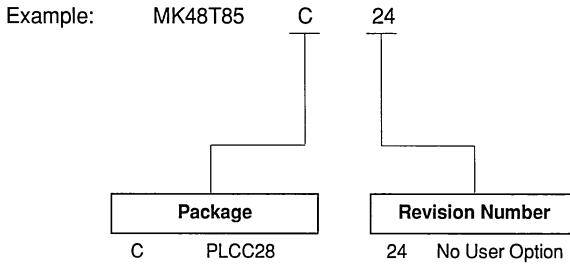 Example: MK48T85 C 24
Package Revision Number
C PLCC28 24 No User Option